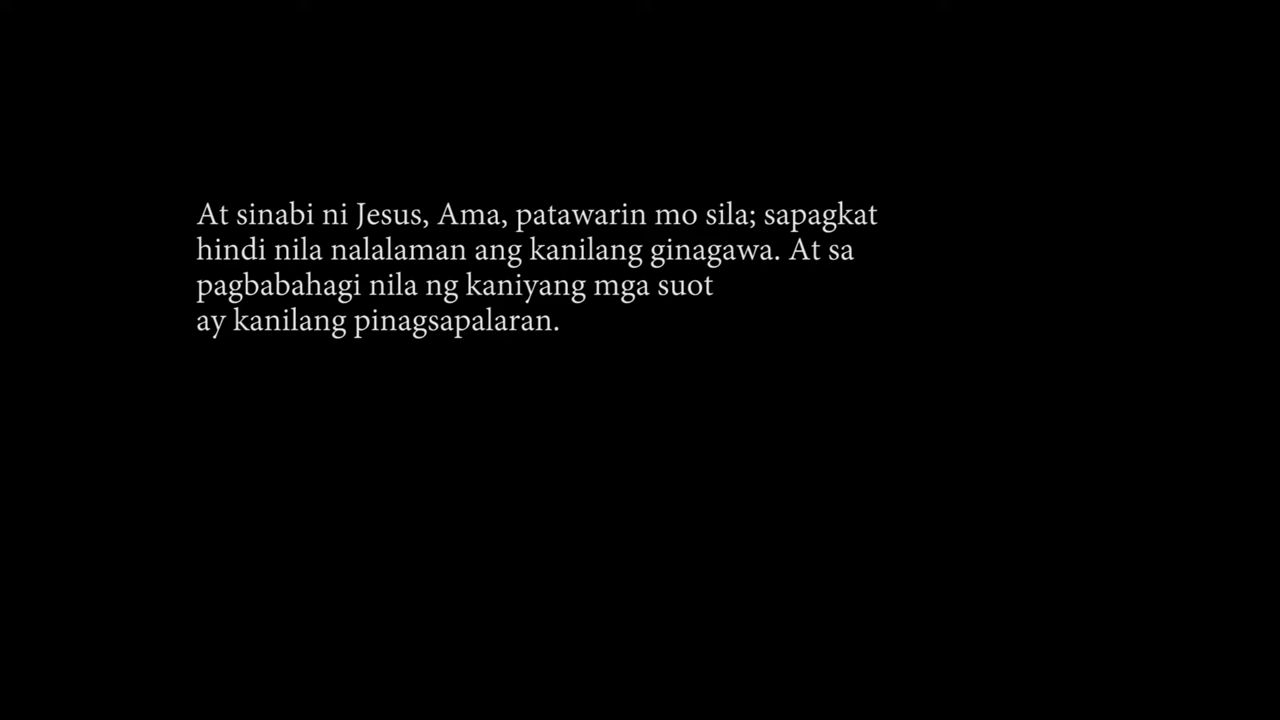 At sinabi ni Jesus, Ama, patawarin mo sila; sapagkat
hindi nila nalalaman ang kanilang ginagawa. At sa
pagbabahagi nila ng kaniyang mga suot
ay kanilang pinagsapalaran.